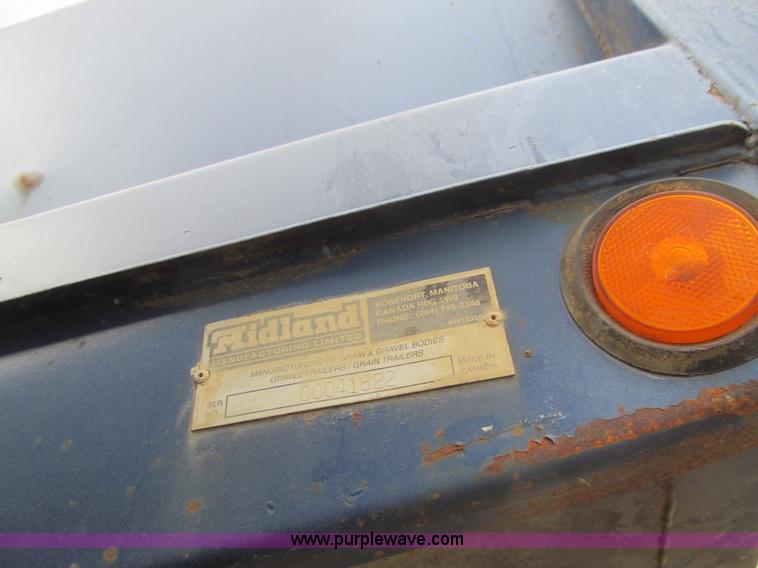 Midland
MANUFACTURING LIMITED
ROSENORT, MANITOBA
CANADA R0G 1W0
PHONE: (204) 746-2348
MANUFACTURERS OF GRAIN & GRAVEL BODIES
GRAVEL TRAILERS / GRAIN TRAILERS
SER
NO.
00041822
MADE IN
CANADA
www.purplewave.com